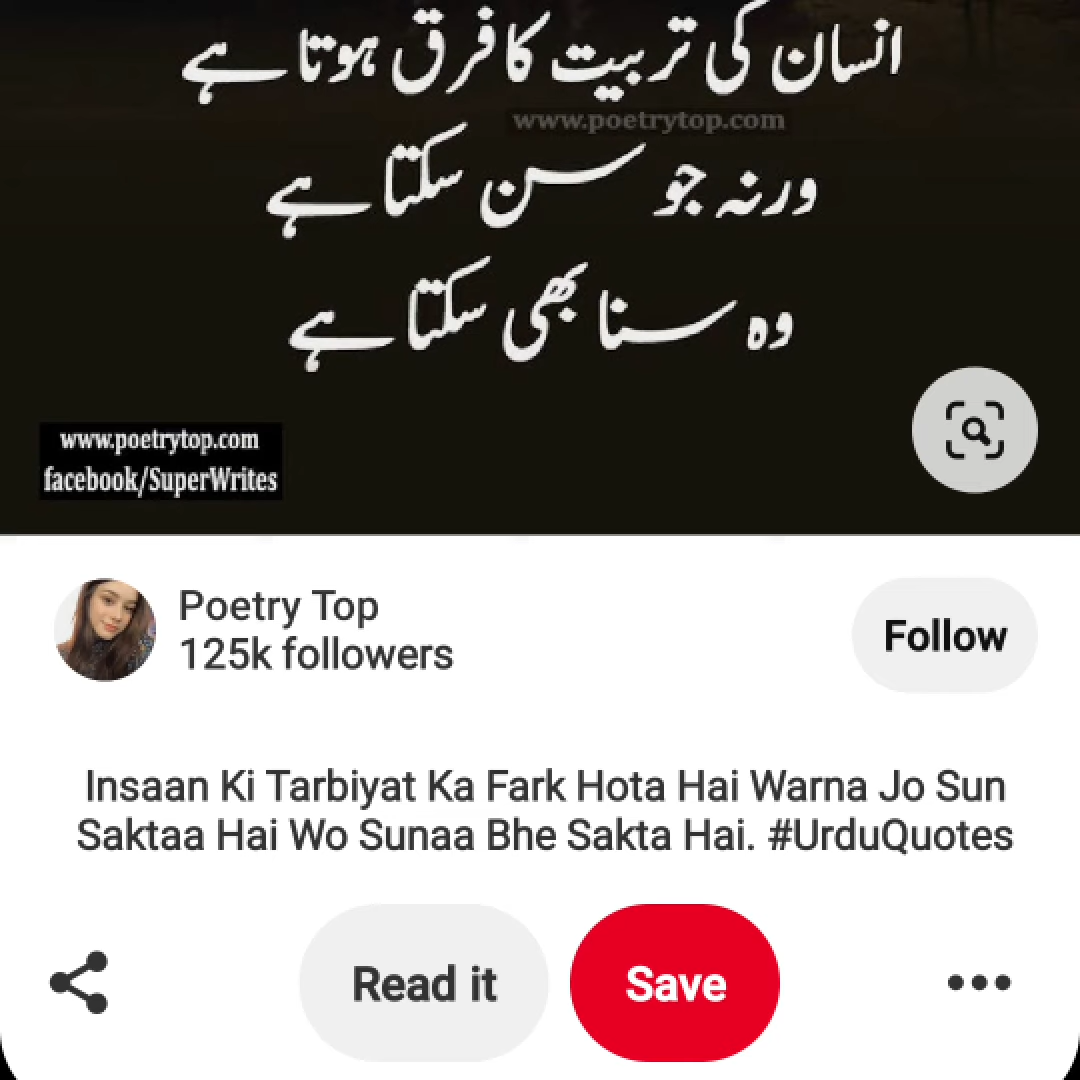 انسان کی تربیت کا فرق ہوتا ہے
www.poetrytop.com
ورنہ جو سن سکتا ہے
وہ سنا بھی سکتا ہے
www.poetrytop.com
facebook/SuperWrites
Poetry Top
125k followers
Follow
Insaan Ki Tarbiyat Ka Fark Hota Hai Warna Jo Sun
Saktaa Hai Wo Sunaa Bhe Sakta Hai. #UrduQuotes
Read it
Save